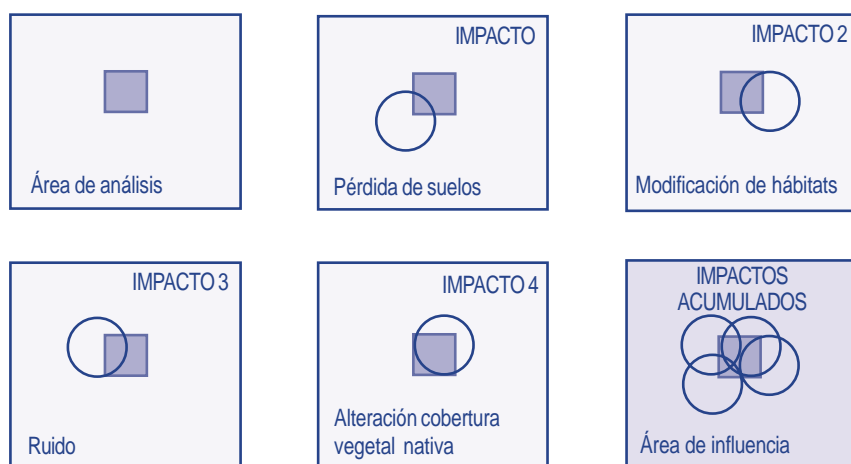 Área de análisis
IMPACTO
Pérdida de suelos
IMPACTO 2
Modificación de hábitats
IMPACTO 3
Ruido
IMPACTO 4
Alteración cobertura
vegetal nativa
IMPACTOS
ACUMULADOS
Área de influencia